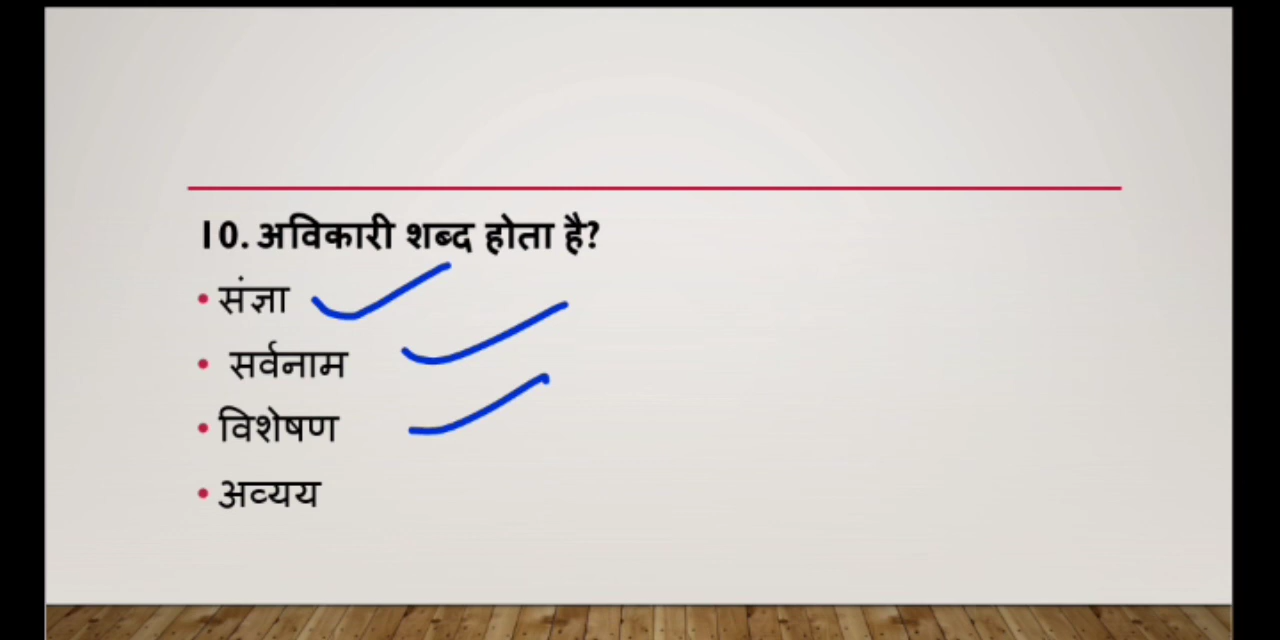 10. अविकारी शब्द होता है?
• संज्ञा
• सर्वनाम
• विशेषण
• अव्यय